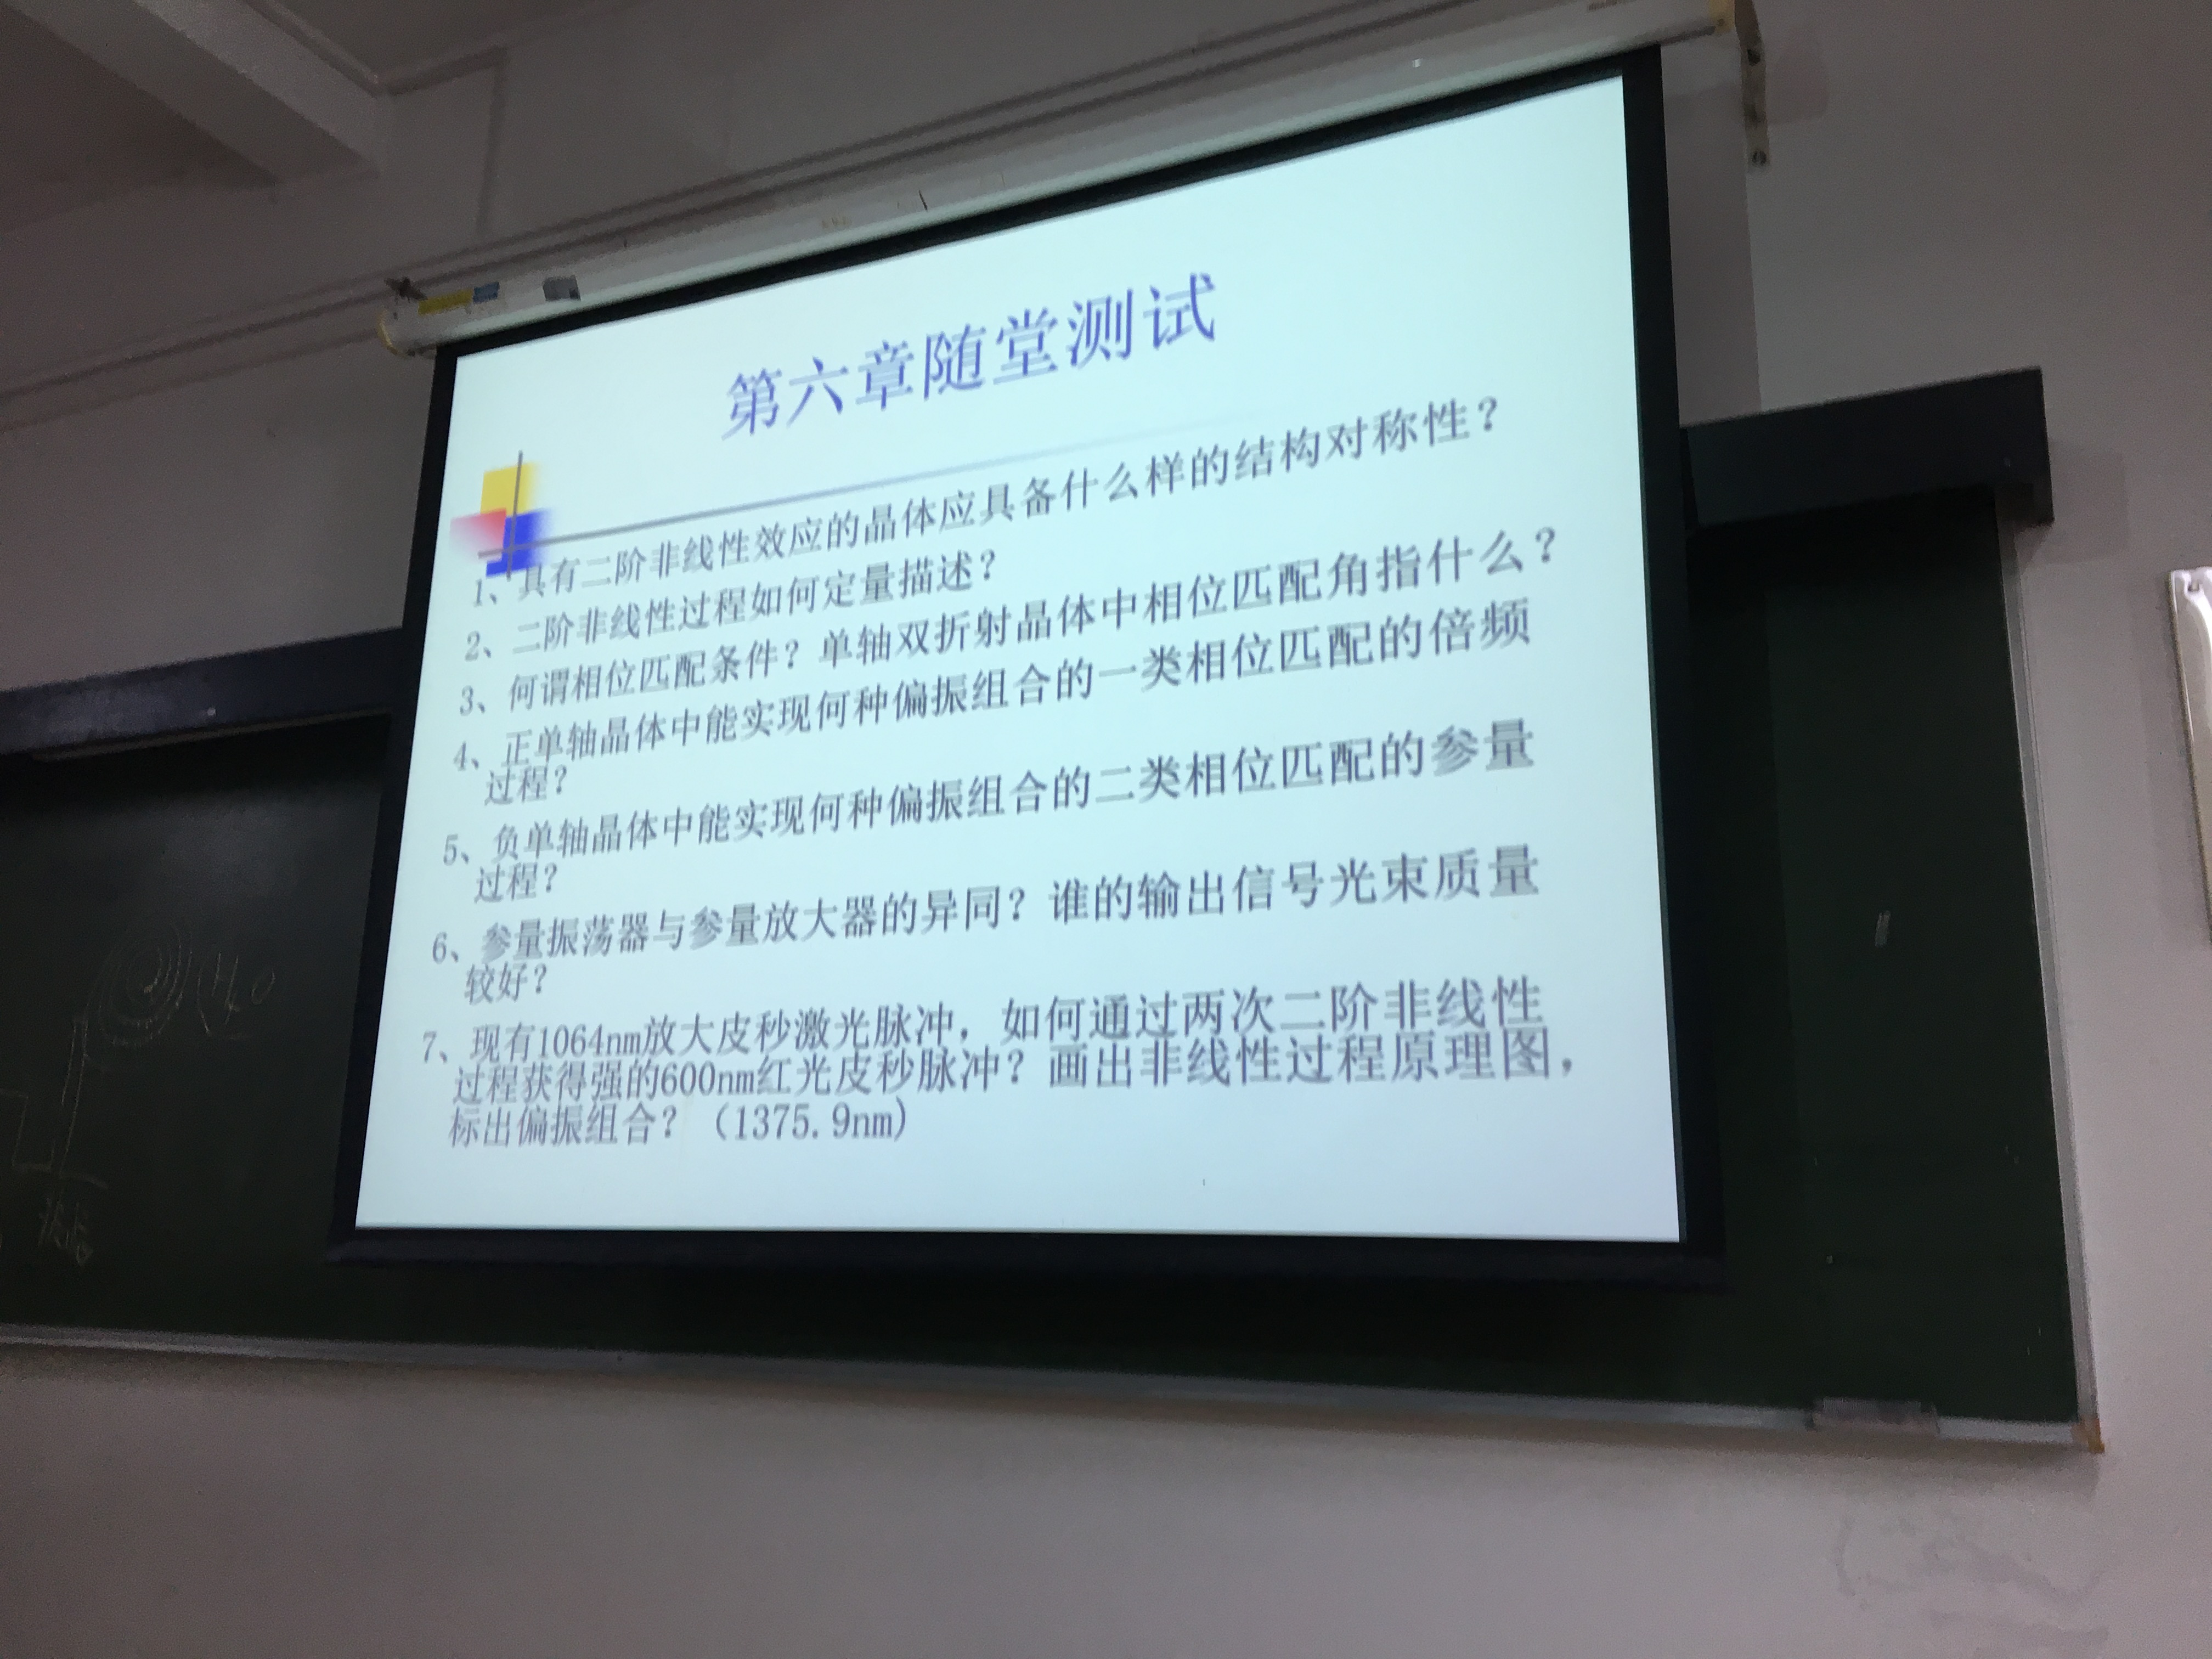 第六章随堂测试
1、具有二阶非线性效应的晶体应具备什么样的结构对称性？
2、二阶非线性过程如何定量描述？
3、何谓相位匹配条件？单轴双折射晶体中相位匹配角指什么？
4、正单轴晶体中能实现何种偏振组合的一类相位匹配的倍频
过程？
5、负单轴晶体中能实现何种偏振组合的二类相位匹配的参量
过程？
6、参量振荡器与参量放大器的异同？谁的输出信号光束质量
较好？
7、现有1064nm放大皮秒激光脉冲，如何通过两次二阶非线性
过程获得强的600nm红光皮秒脉冲？画出非线性过程原理图，
标出偏振组合？（1375.9nm）